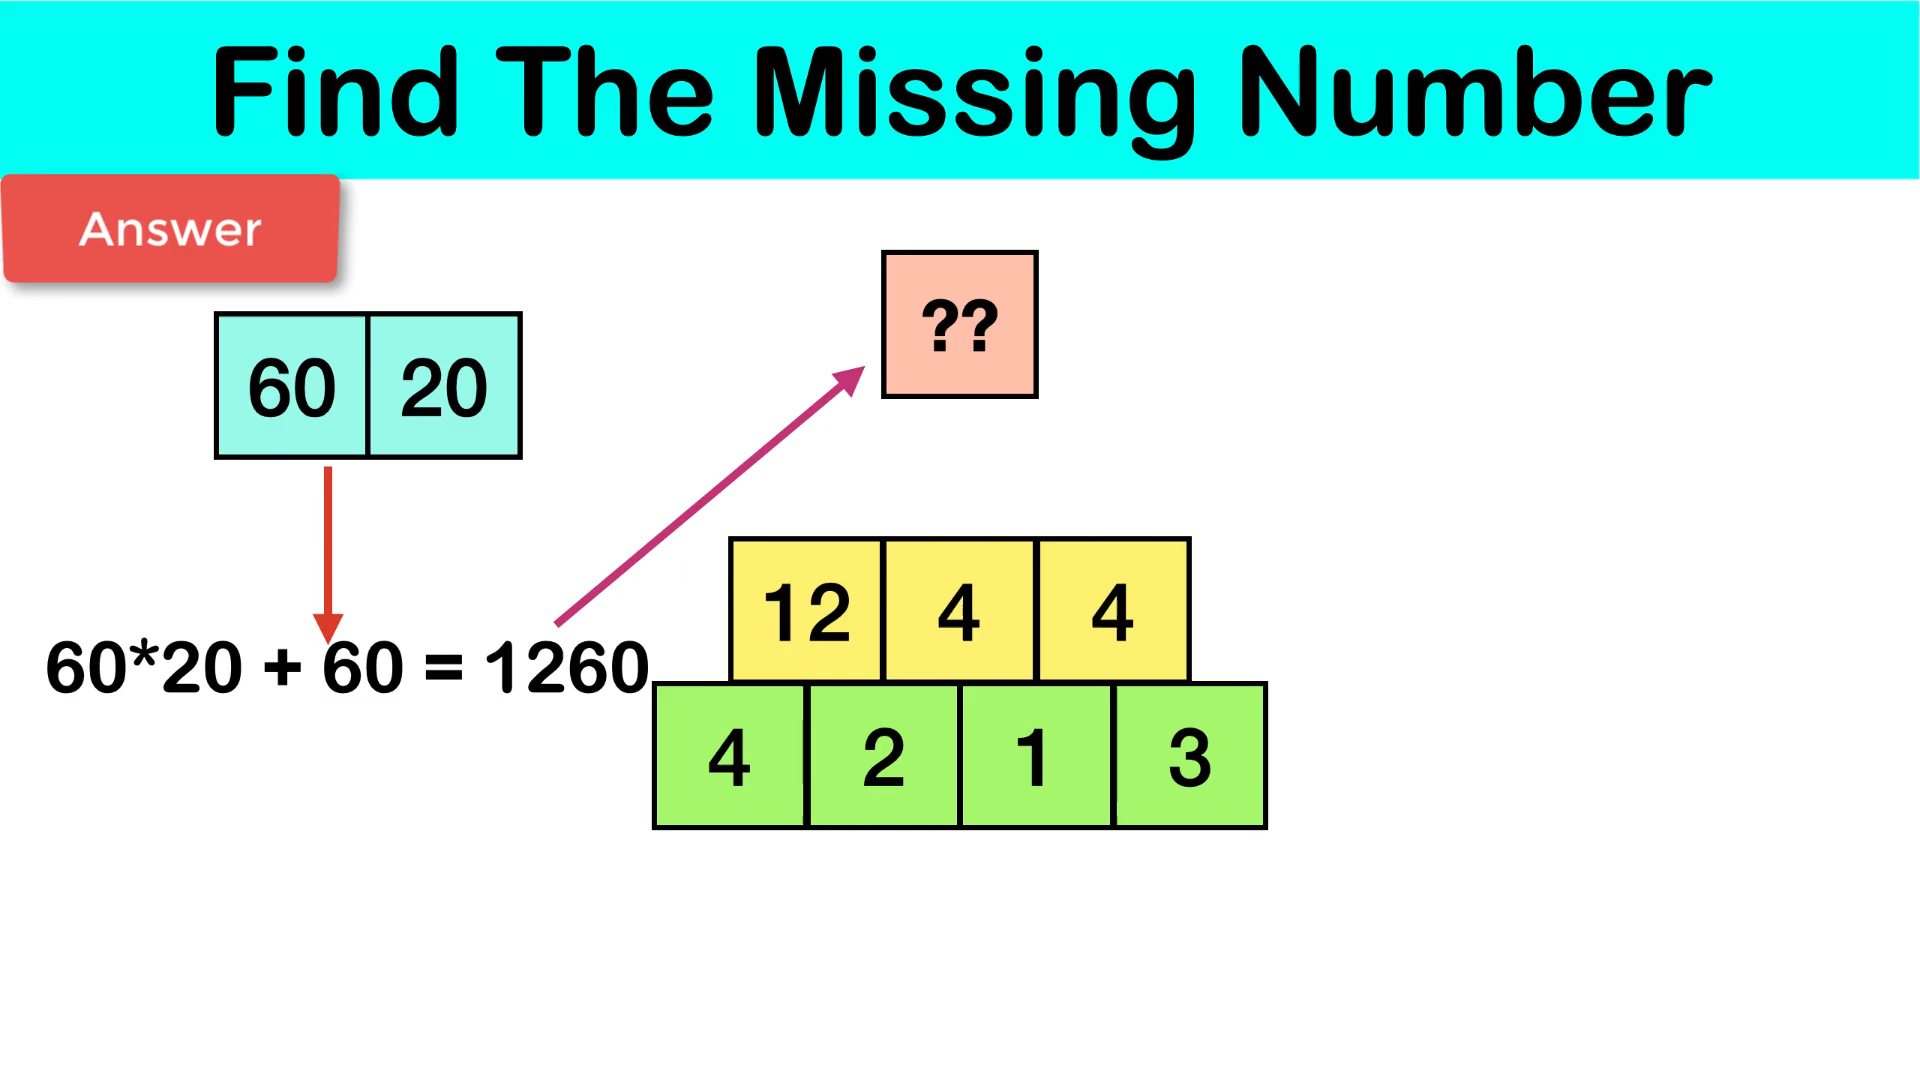 Find The Missing Number
Answer
??
60 20
12 4 4
60*20 + 60 = 1260
4 2 1 3